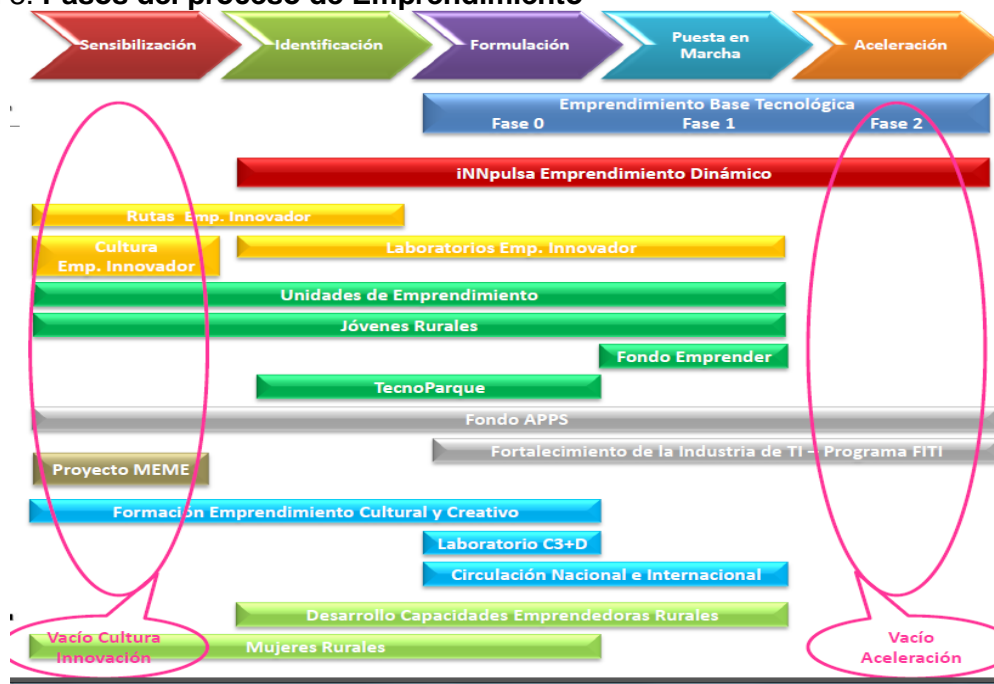 Fases del proceso de Emprendimiento
Sensibilización
Identificación
Formulación
Puesta en
Marcha
Aceleración
Emprendimiento Base Tecnológica
Fase 0
Fase 1
Fase 2
iNNpulsa Emprendimiento Dinámico
Rutas Emp. Innovador
Cultura
Emp. Innovador
Laboratorios Emp. Innovador
Unidades de Emprendimiento
Jóvenes Rurales
Fondo Emprender
TecnoParque
Fondo APPS
Fortalecimiento de la Industria de TI – Programa FITI
Proyecto MEME
Formación Emprendimiento Cultural y Creativo
Laboratorio C3+D
Circulación Nacional e Internacional
Desarrollo Capacidades Emprendedoras Rurales
Mujeres Rurales
Vacío Cultura
Innovación
Vacío
Aceleración